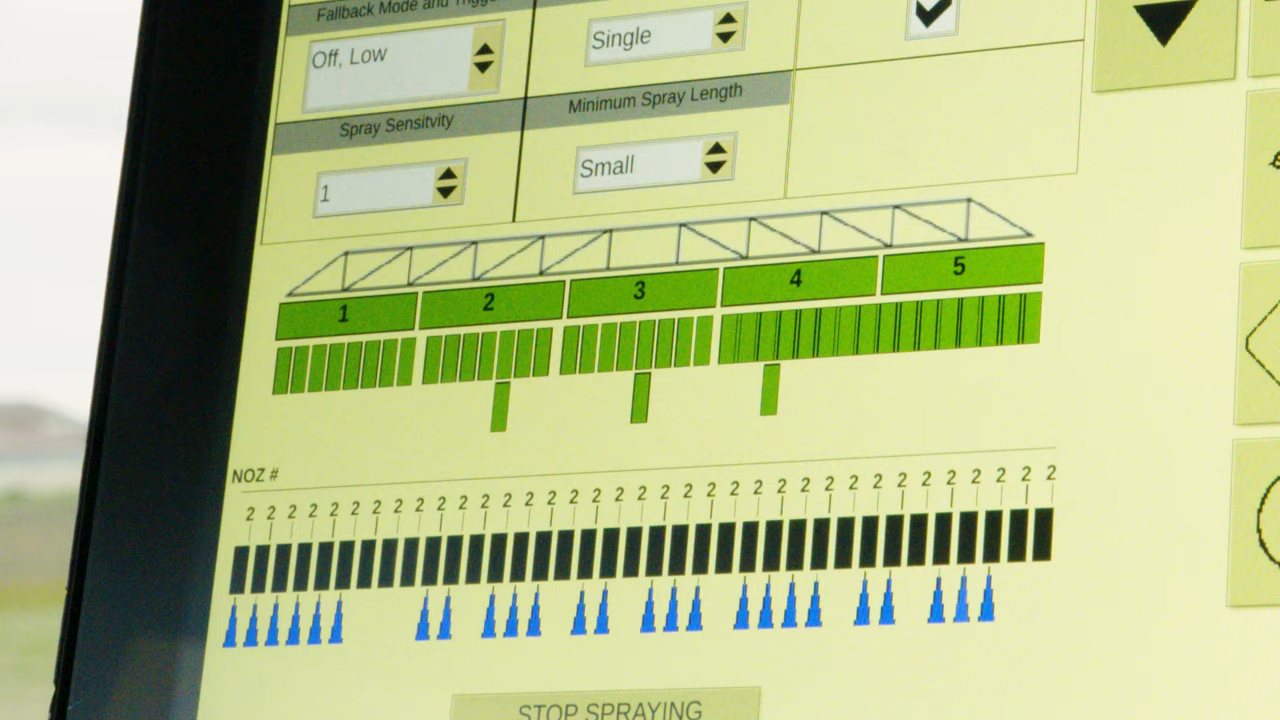 Fallback Mode and
Off, Low
Single
Spray Sensitvity
Minimum Spray Length
1
Small
1 2 3 4 5
NOZ #
2 2 2 2 2 2 2 2 2 2 2 2 2 2 2 2 2 2 2 2 2 2 2 2 2 2 2 2 2 2 2 2 2 2 2 2
STOP SPRAYING